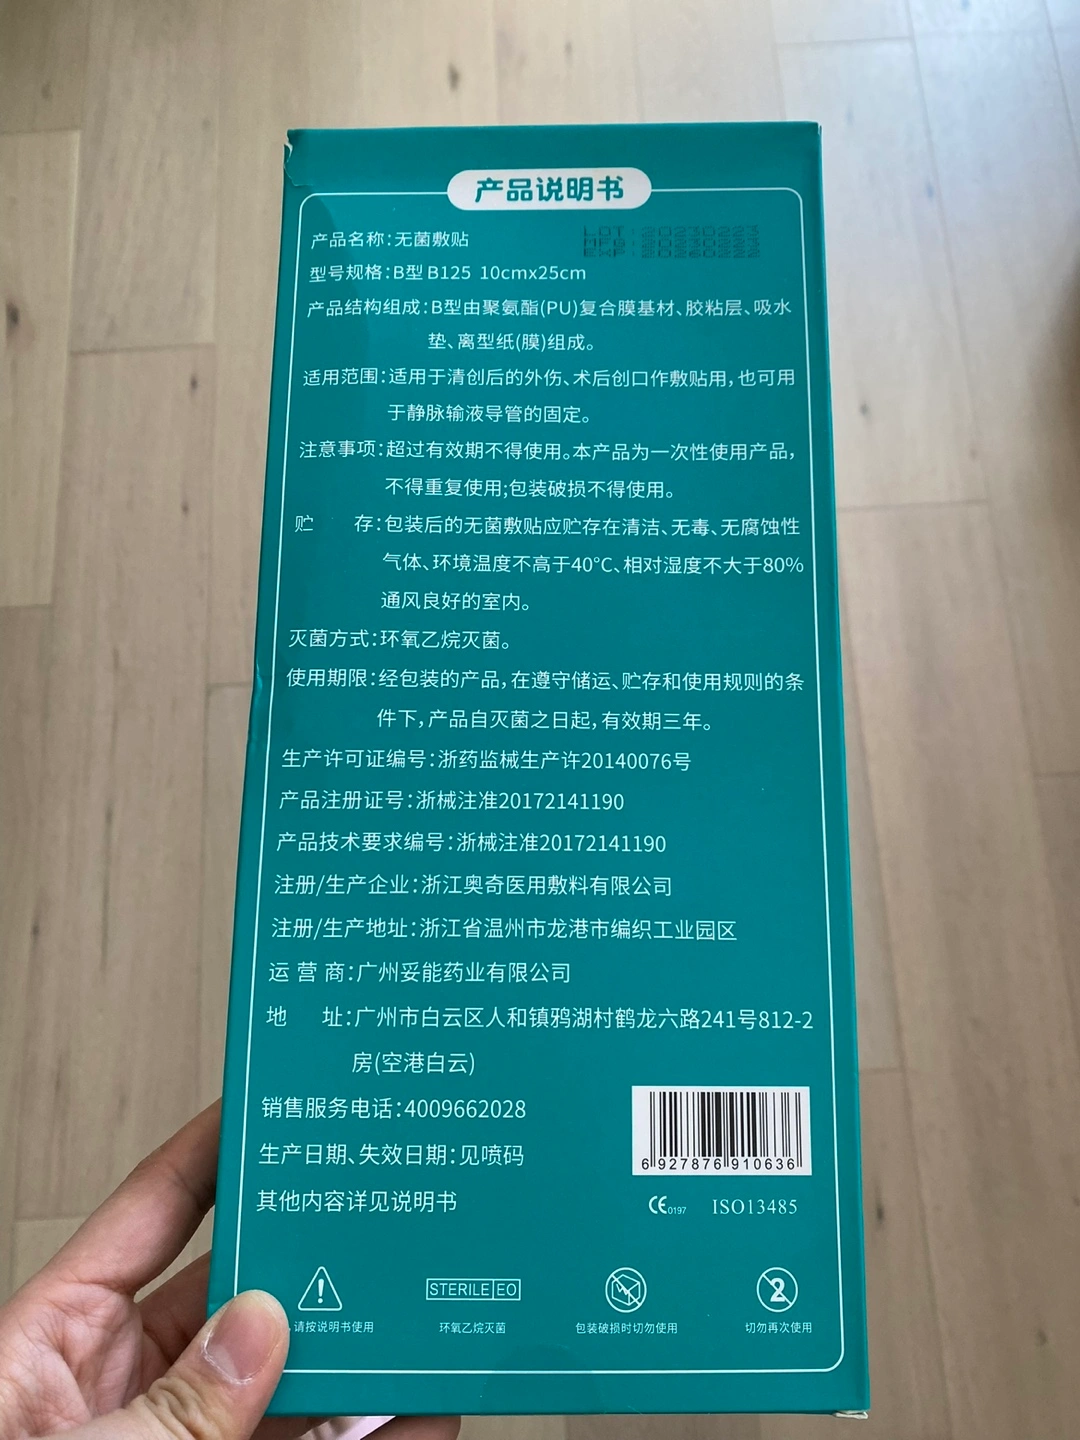 产品说明书
产品名称:无菌敷贴
LOT:20230223
MFG:20230223
EXP:20260222
型号规格:B型 B125 10cmx25cm
产品结构组成:B型由聚氨酯(PU)复合膜基材、胶粘层、吸水
垫、离型纸(膜)组成。
适用范围:适用于清创后的外伤、术后创口作敷贴用,也可用
于静脉输液导管的固定。
注意事项:超过有效期不得使用。本产品为一次性使用产品,
不得重复使用;包装破损不得使用。
贮 存:包装后的无菌敷贴应贮存在清洁、无毒、无腐蚀性
气体、环境温度不高于40°C、相对湿度不大于80%
通风良好的室内。
灭菌方式:环氧乙烷灭菌。
使用期限:经包装的产品,在遵守储运、贮存和使用规则的条
件下,产品自灭菌之日起,有效期三年。
生产许可证编号:浙药监械生产许20140076号
产品注册证号:浙械注准20172141190
产品技术要求编号:浙械注准20172141190
注册/生产企业:浙江奥奇医用敷料有限公司
注册/生产地址:浙江省温州市龙港市编织工业园区
运 营 商:广州妥能药业有限公司
地 址:广州市白云区人和镇鸦湖村鹤龙六路241号812-2
房(空港白云)
销售服务电话:4009662028
生产日期、失效日期:见喷码
其他内容详见说明书
6 927876 910636
CE0197 ISO13485
STERILE EO
2
请按说明书使用 环氧乙烷灭菌 包装破损时切勿使用 切勿再次使用